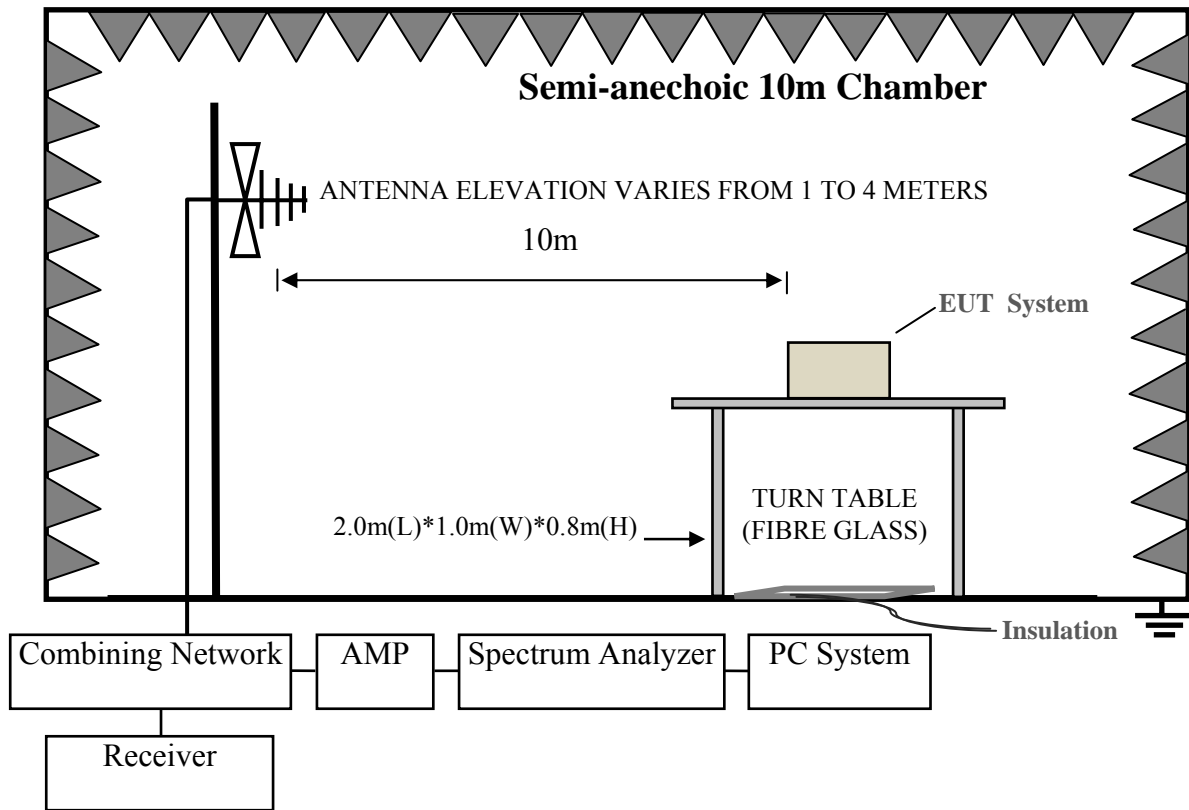 Semi-anechoic 10m Chamber
ANTENNA ELEVATION VARIES FROM 1 TO 4 METERS
10m
EUT System
TURN TABLE
(FIBRE GLASS)
2.0m(L)*1.0m(W)*0.8m(H)
Insulation
Combining Network
AMP
Spectrum Analyzer
PC System
Receiver